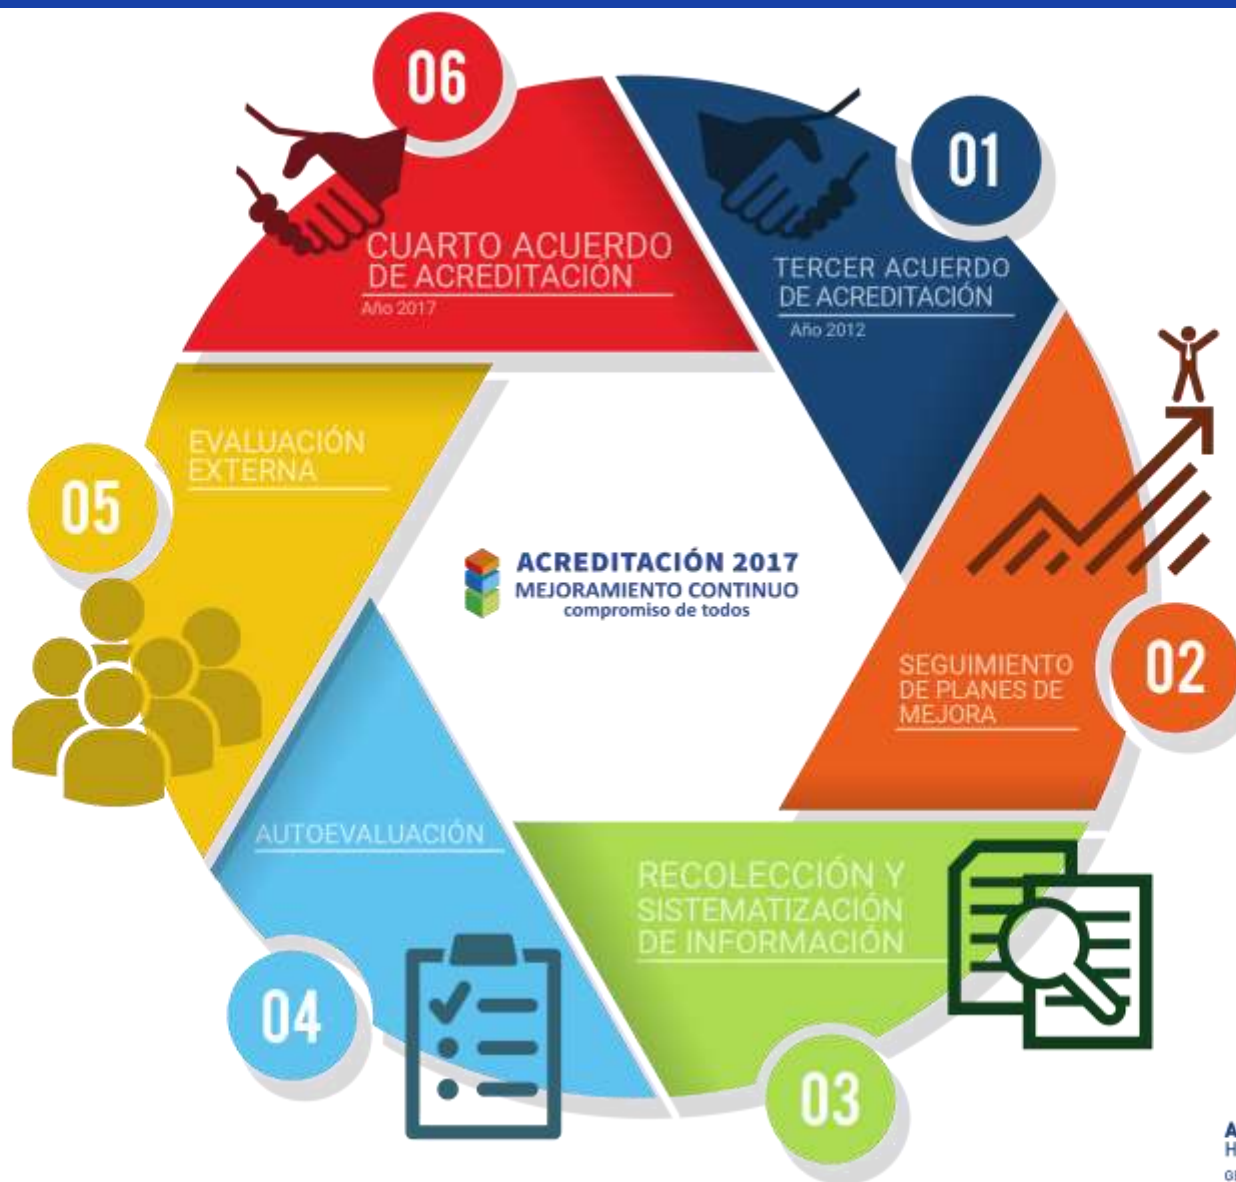 06
CUARTO ACUERDO
DE ACREDITACIÓN
Año 2017
01
TERCER ACUERDO
DE ACREDITACIÓN
Año 2012
EVALUACIÓN
EXTERNA
05
ACREDITACIÓN 2017
MEJORAMIENTO CONTINUO
compromiso de todos
SEGUIMIENTO
DE PLANES DE
MEJORA
02
AUTOEVALUACIÓN
RECOLECCIÓN Y
SISTEMATIZACIÓN
DE INFORMACIÓN
04
03